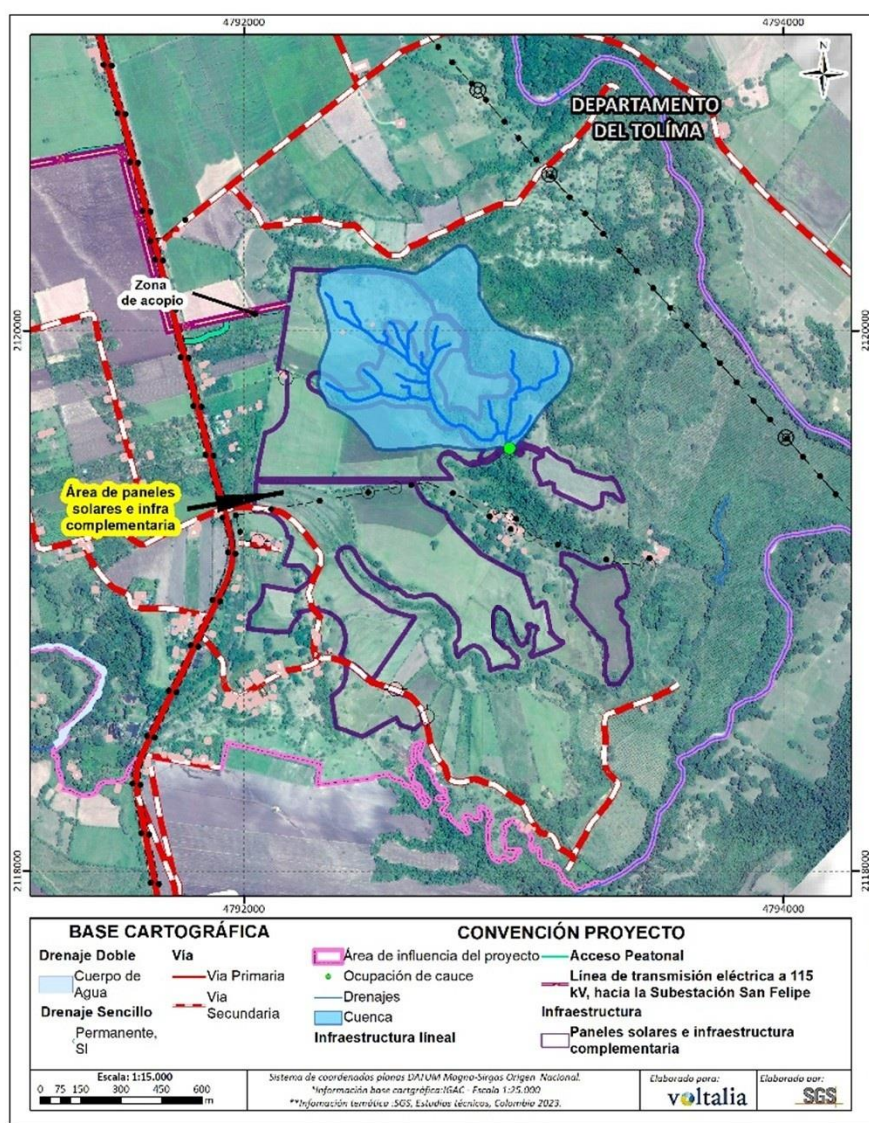 4792000
4794000
N
DEPARTAMENTO
DEL TOLÍMA
Zona
de acopio
2120000
2120000
Área de paneles
solares e infra
complementaria
2118000
2118000
4792000
4794000
BASE CARTOGRÁFICA
Drenaje Doble
Cuerpo de
Agua
Drenaje Sencillo
Permanente,
SI
Vía
Via Primaria
Via
Secundaria
CONVENCIÓN PROYECTO
Área de influencia del proyecto
Ocupación de cauce
Drenajes
Cuenca
Infraestructura líneal
Acceso Peatonal
Línea de transmisión eléctrica a 115
kV, hacia la Subestación San Felipe
Infraestructura
Paneles solares e infraestructura
complementaria
Escala: 1:15.000
0 75 150 300 450 600
m
Sistema de coordenadas planas DATUM Magna-Sirgas Origen Nacional.
*Información base cartográfica:IGAC - Escala 1:25.000
**Información temática :SGS, Estudios técnicos, Colombia 2023.
Elaborado para:
voltalia
Elaborado por:
SGS